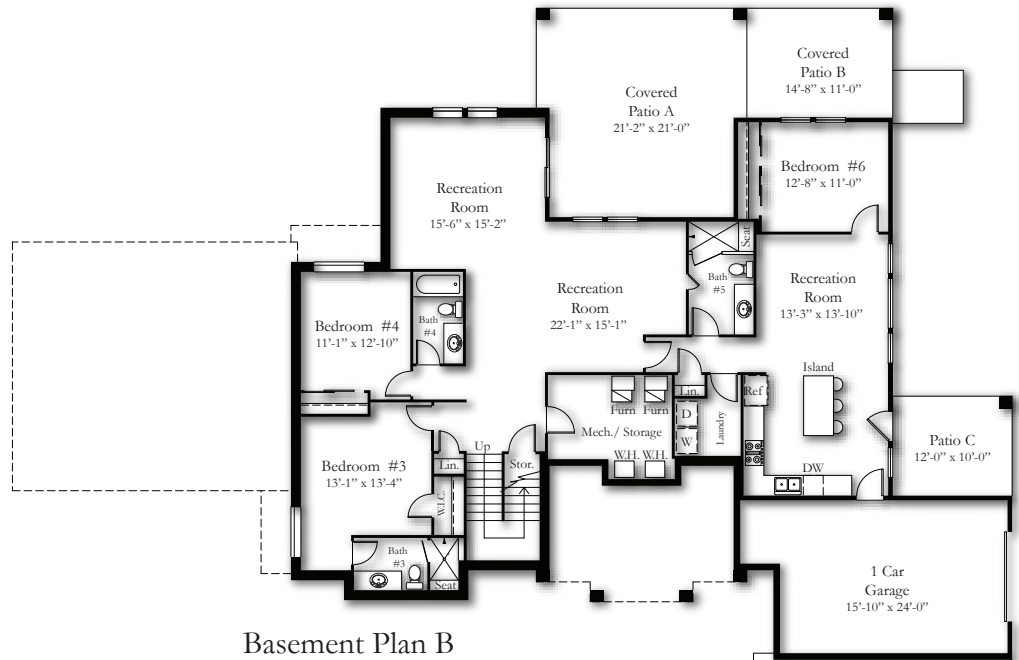 Covered
Patio A
21'-2” x 21'-0”
Covered
Patio B
14'-8” x 11'-0”
Bedroom #6
12'-8” x 11'-0”
Recreation
Room
15'-6” x 15'-2”
Seat
Bath
#5
Recreation
Room
22'-1” x 15'-1”
Recreation
Room
13'-3” x 13'-10”
Bedroom #4
11'-1” x 12'-10”
Bath
#4
Island
Lin.
Ref
Furn
Furn
D
W
Laundry
Mech./ Storage
W.H.
W.H.
DW
Patio C
12'-0” x 10'-0”
Up
Stor.
Lin.
W.I.C.
Bedroom #3
13'-1” x 13'-4”
Bath
#3
Seat
1 Car
Garage
15'-10” x 24'-0”
Basement Plan B